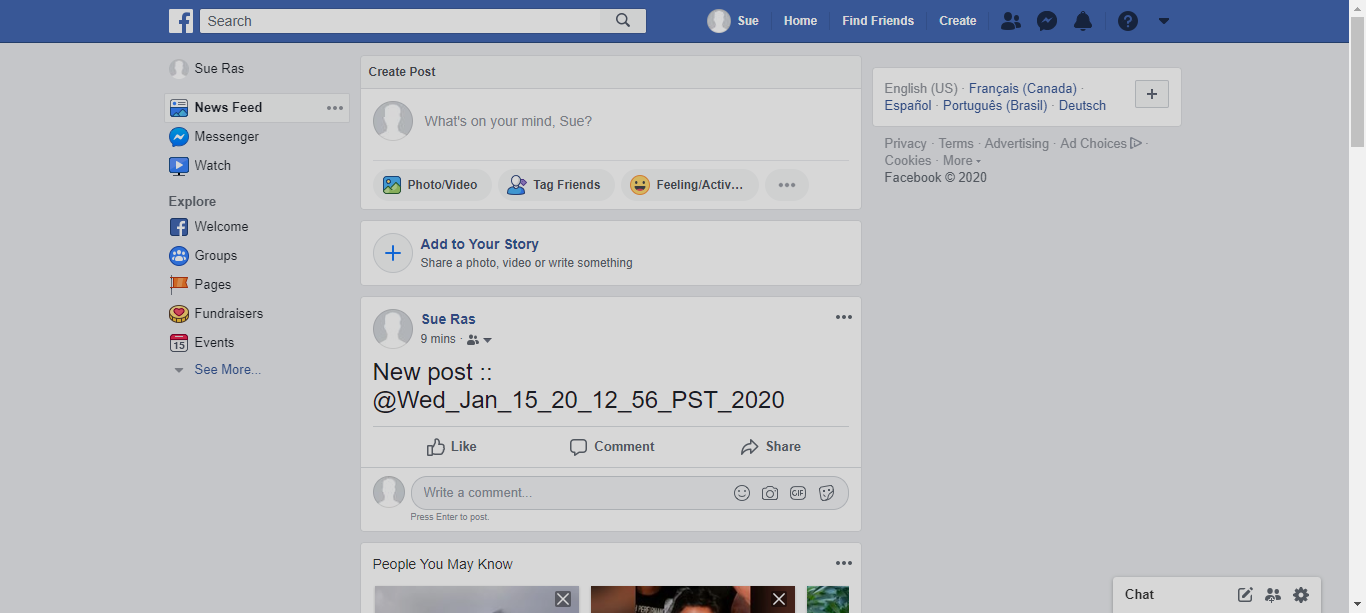 Search
Sue
Home
Find Friends
Create
Sue Ras
News Feed
Messenger
Watch
Explore
Welcome
Groups
Pages
Fundraisers
15 Events
See More...
Create Post
What's on your mind, Sue?
Photo/Video
Tag Friends
Feeling/Activ...
Add to Your Story
Share a photo, video or write something
Sue Ras
9 mins ·
New post ::
@Wed_Jan_15_20_12_56_PST_2020
Like
Comment
Share
Write a comment...
GIF
Press Enter to post.
People You May Know
English (US) · Français (Canada) ·
Español · Português (Brasil) · Deutsch
Privacy · Terms · Advertising · Ad Choices ·
Cookies · More
Facebook © 2020
Chat